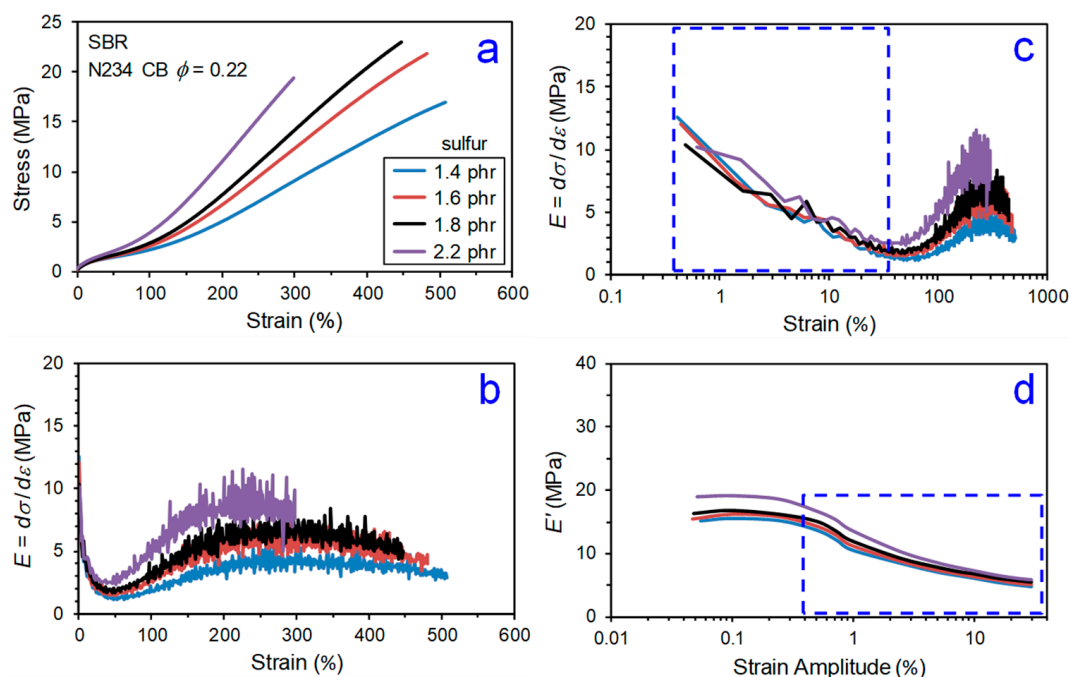 SBR
N234 CB ϕ = 0.22
a
sulfur
1.4 phr
1.6 phr
1.8 phr
2.2 phr
Stress (MPa)
25
20
15
10
5
0
0 100 200 300 400 500 600
Strain (%)
c
E = dσ/dε (MPa)
20
15
10
5
0
0.1 1 10 100 1000
Strain (%)
b
E = dσ/dε (MPa)
20
15
10
5
0
0 100 200 300 400 500 600
Strain (%)
d
E' (MPa)
40
30
20
10
0
0.01 0.1 1 10
Strain Amplitude (%)